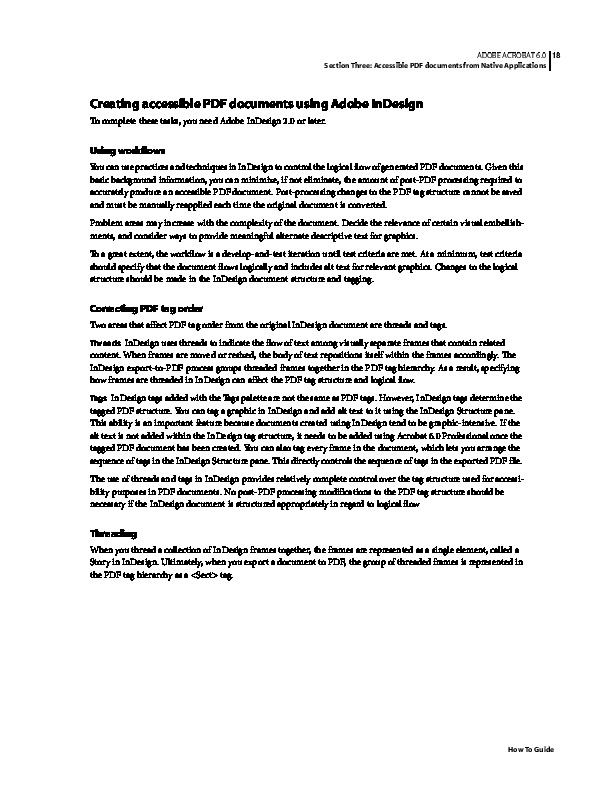 ADOBE ACROBAT 6.0 18
Section Three: Accessible PDF documents from Native Applications
Creating accessible PDF documents using Adobe InDesign
To complete these tasks, you need Adobe InDesign 2.0 or later.
Using workflows
You can use practices and techniques in InDesign to control the logical flow of generated PDF documents. Given this
basic background information, you can minimize, if not eliminate, the amount of post-PDF processing required to
accurately produce an accessible PDF document. Post-processing changes to the PDF tag structure cannot be saved
and must be manually reapplied each time the original document is converted.
Problem areas may increase with the complexity of the document. Decide the relevance of certain visual embellish-
ments, and consider ways to provide meaningful alternate descriptive text for graphics.
To a great extent, the workflow is a develop-and-test iteration until test criteria are met. At a minimum, test criteria
should specify that the document flows logically and includes alt text for relevant graphics. Changes to the logical
structure should be made in the InDesign document structure and tagging.
Correcting PDF tag order
Two areas that affect PDF tag order from the original InDesign document are threads and tags.
Threads InDesign uses threads to indicate the flow of text among visually separate frames that contain related
content. When frames are moved or resized, the body of text repositions itself within the frames accordingly. The
InDesign export-to-PDF process groups threaded frames together in the PDF tag hierarchy. As a result, specifying
how frames are threaded in InDesign can affect the PDF tag structure and logical flow.
Tags InDesign tags added with the Tags palette are not the same as PDF tags. However, InDesign tags determine the
tagged PDF structure. You can tag a graphic in InDesign and add alt text to it using the InDesign Structure pane.
This ability is an important feature because documents created using InDesign tend to be graphic-intensive. If the
alt text is not added within the InDesign tag structure, it needs to be added using Acrobat 6.0 Professional once the
tagged PDF document has been created. You can also tag every frame in the document, which lets you arrange the
sequence of tags in the InDesign Structure pane. This directly controls the sequence of tags in the exported PDF file.
The use of threads and tags in InDesign provides relatively complete control over the tag structure used for accessi-
bility purposes in PDF documents. No post-PDF processing modifications to the PDF tag structure should be
necessary if the InDesign document is structured appropriately in regard to logical flow
Threading
When you thread a collection of InDesign frames together, the frames are represented as a single element, called a
Story in InDesign. Ultimately, when you export a document to PDF, the group of threaded frames is represented in
the PDF tag hierarchy as a <Sect> tag.
How To Guide